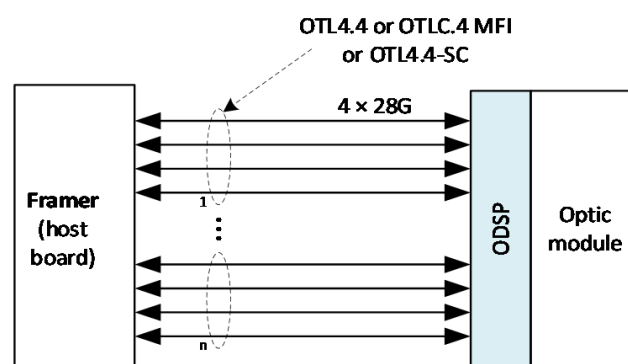 OTL4.4 or OTLC.4 MFI
or OTL4.4-SC
4 × 28G
Framer
(host
board)
1
n
ODSP
Optic
module